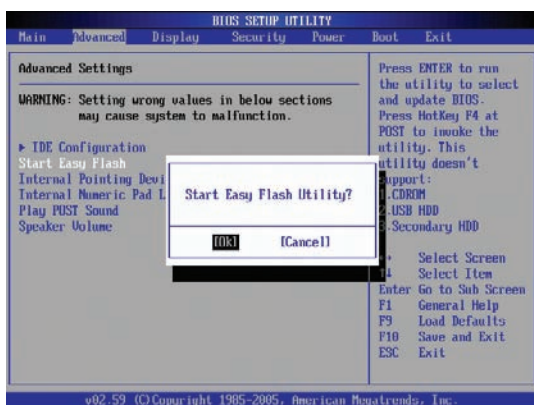 BIOS SETUP UTILITY
Main Advanced Display Security Power Boot Exit
Advanced Settings
WARNING: Setting wrong values in below sections
may cause system to malfunction.
► IDE Configuration
Start Easy Flash
Internal Pointing Devi
Internal Numeric Pad L
Play POST Sound
Speaker Volume
Start Easy Flash Utility?
[Ok] [Cancel]
Press ENTER to run
the utility to select
and update BIOS.
Press HotKey F4 at
POST to invoke the
utility. This
utility doesn't
support:
1.CDROM
2.USB HDD
3.Secondary HDD
Select Screen
Select Item
Enter Go to Sub Screen
F1 General Help
F9 Load Defaults
F10 Save and Exit
ESC Exit
v02.59 (C)Copyright 1985-2005, American Megatrends, Inc.